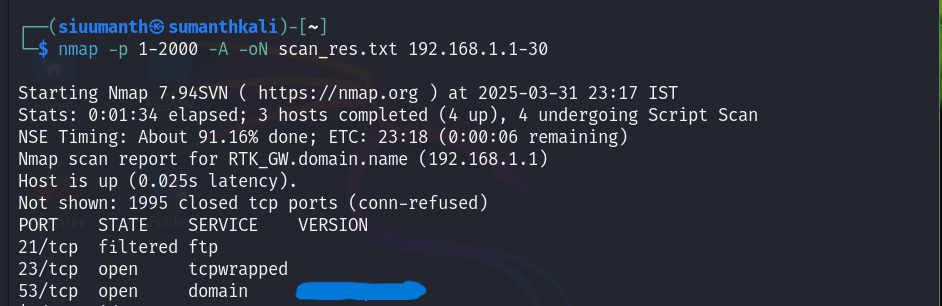 ┌──(siuumanth㉿sumanthkali)-[~]
└─$ nmap -p 1-2000 -A -oN scan_res.txt 192.168.1.1-30
Starting Nmap 7.94SVN ( https://nmap.org ) at 2025-03-31 23:17 IST
Stats: 0:01:34 elapsed; 3 hosts completed (4 up), 4 undergoing Script Scan
NSE Timing: About 91.16% done; ETC: 23:18 (0:00:06 remaining)
Nmap scan report for RTK_GW.domain.name (192.168.1.1)
Host is up (0.025s latency).
Not shown: 1995 closed tcp ports (conn-refused)
PORT STATE SERVICE VERSION
21/tcp filtered ftp
23/tcp open tcpwrapped
53/tcp open domain